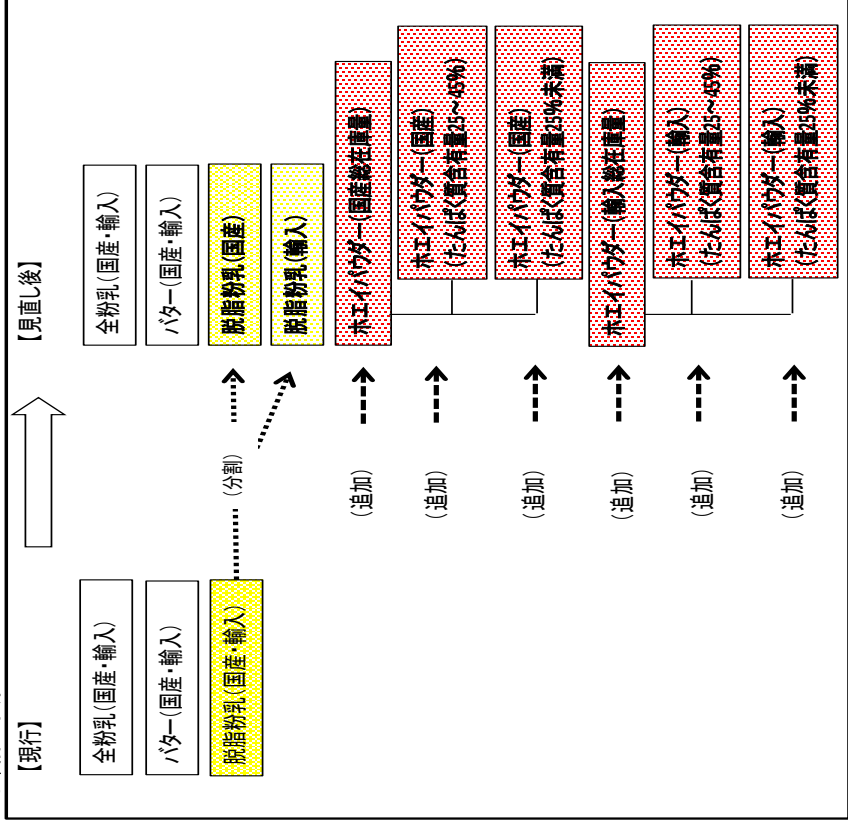 【現行】
全粉乳(国産・輸入)
バター(国産・輸入)
脱脂粉乳(国産・輸入)
(分割)
(追加)
(追加)
(追加)
(追加)
(追加)
(追加)
【見直し後】
全粉乳(国産・輸入)
バター(国産・輸入)
脱脂粉乳(国産)
脱脂粉乳(輸入)
ホエイパウダー(国産総在庫量)
ホエイパウダー(国産)
(たんぱく質含有量25～45%)
ホエイパウダー(国産)
(たんぱく質含有量25%未満)
ホエイパウダー(輸入総在庫量)
ホエイパウダー(輸入)
(たんぱく質含有量25～45%)
ホエイパウダー(輸入)
(たんぱく質含有量25%未満)